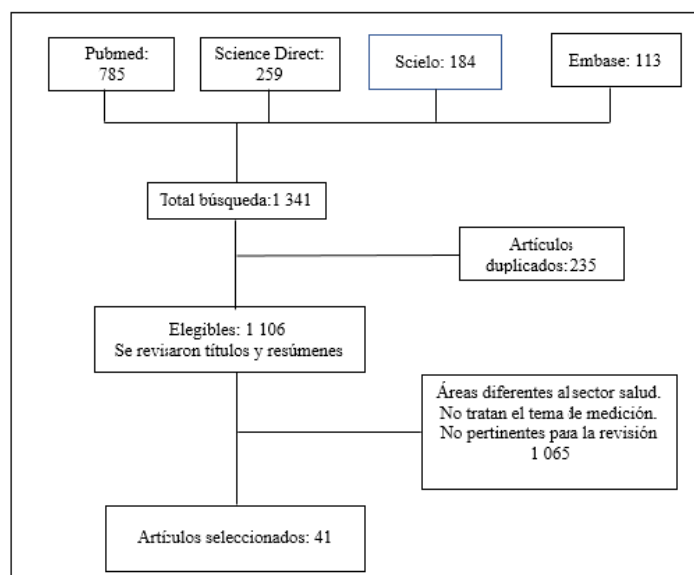 Pubmed:
785
Science Direct:
259
Scielo: 184
Embase: 113
Total búsqueda:1 341
Artículos
duplicados:235
Elegibles: 1 106
Se revisaron títulos y resúmenes
Áreas diferentes al sector salud.
No tratan el tema de medición.
No pertinentes para la revisión
1 065
Artículos seleccionados: 41